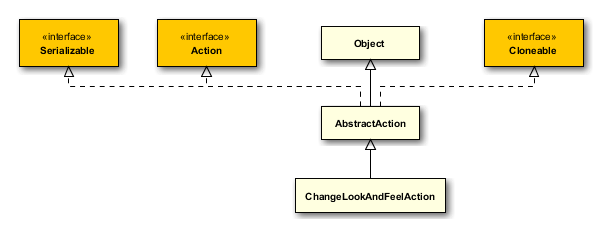 «interface»
Serializable
«interface»
Action
Object
«interface»
Cloneable
AbstractAction
ChangeLookAndFeelAction